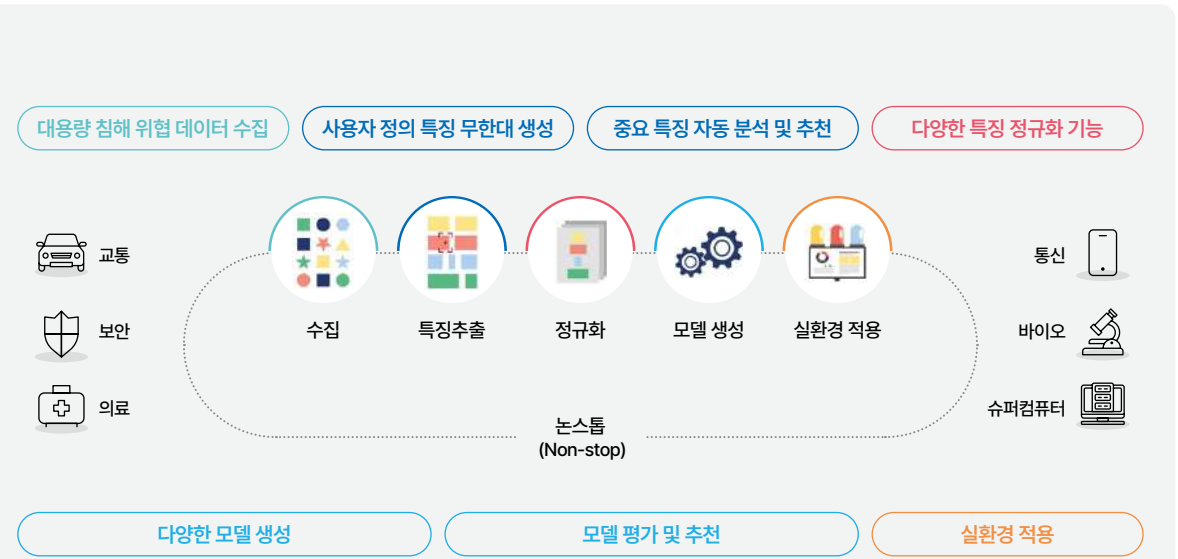 대용량 침해 위협 데이터 수집
사용자 정의 특징 무한대 생성
중요 특징 자동 분석 및 추천
다양한 특징 정규화 기능
교통
보안
의료
수집
특징추출
정규화
모델 생성
실환경 적용
통신
바이오
슈퍼컴퓨터
논스톱
(Non-stop)
다양한 모델 생성
모델 평가 및 추천
실환경 적용